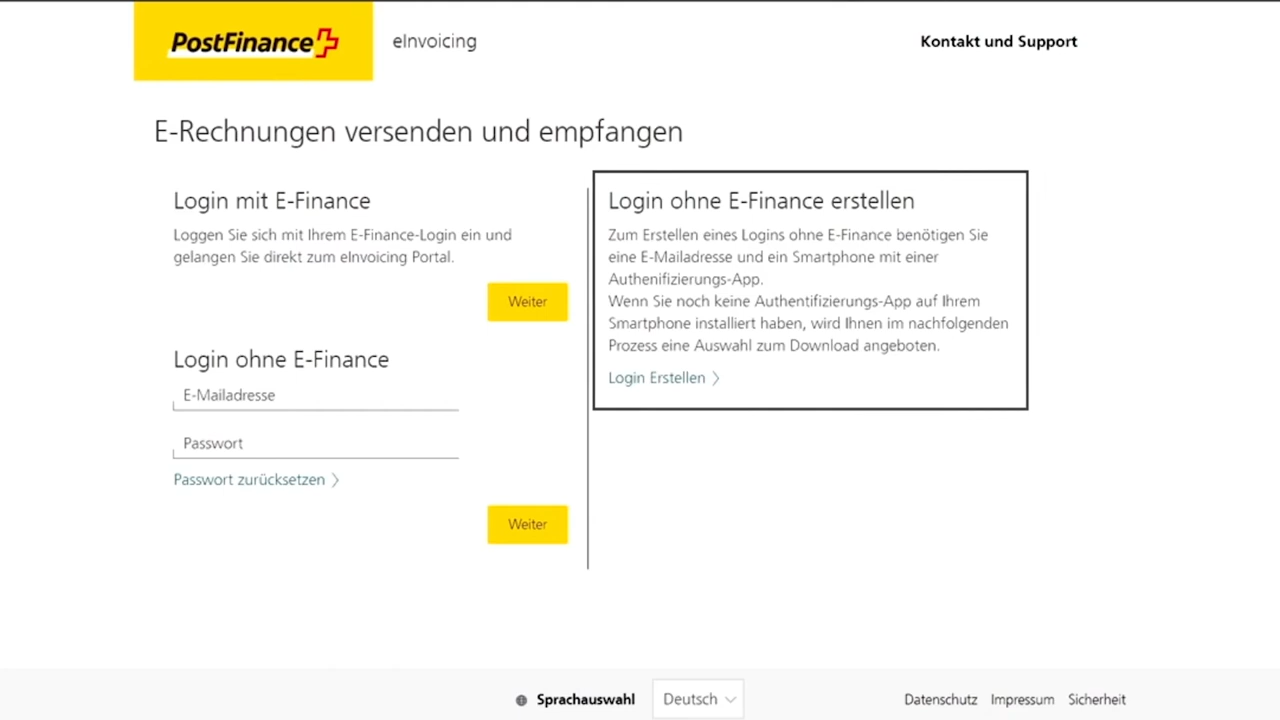 PostFinance
eInvoicing
Kontakt und Support
E-Rechnungen versenden und empfangen
Login mit E-Finance
Loggen Sie sich mit Ihrem E-Finance-Login ein und
gelangen Sie direkt zum eInvoicing Portal.
Weiter
Login ohne E-Finance
E-Mailadresse
Passwort
Passwort zurücksetzen
Weiter
Login ohne E-Finance erstellen
Zum Erstellen eines Logins ohne E-Finance benötigen Sie
eine E-Mailadresse und ein Smartphone mit einer
Authenifizierungs-App.
Wenn Sie noch keine Authentifizierungs-App auf Ihrem
Smartphone installiert haben, wird Ihnen im nachfolgenden
Prozess eine Auswahl zum Download angeboten.
Login Erstellen
Sprachauswahl
Deutsch
Datenschutz Impressum Sicherheit